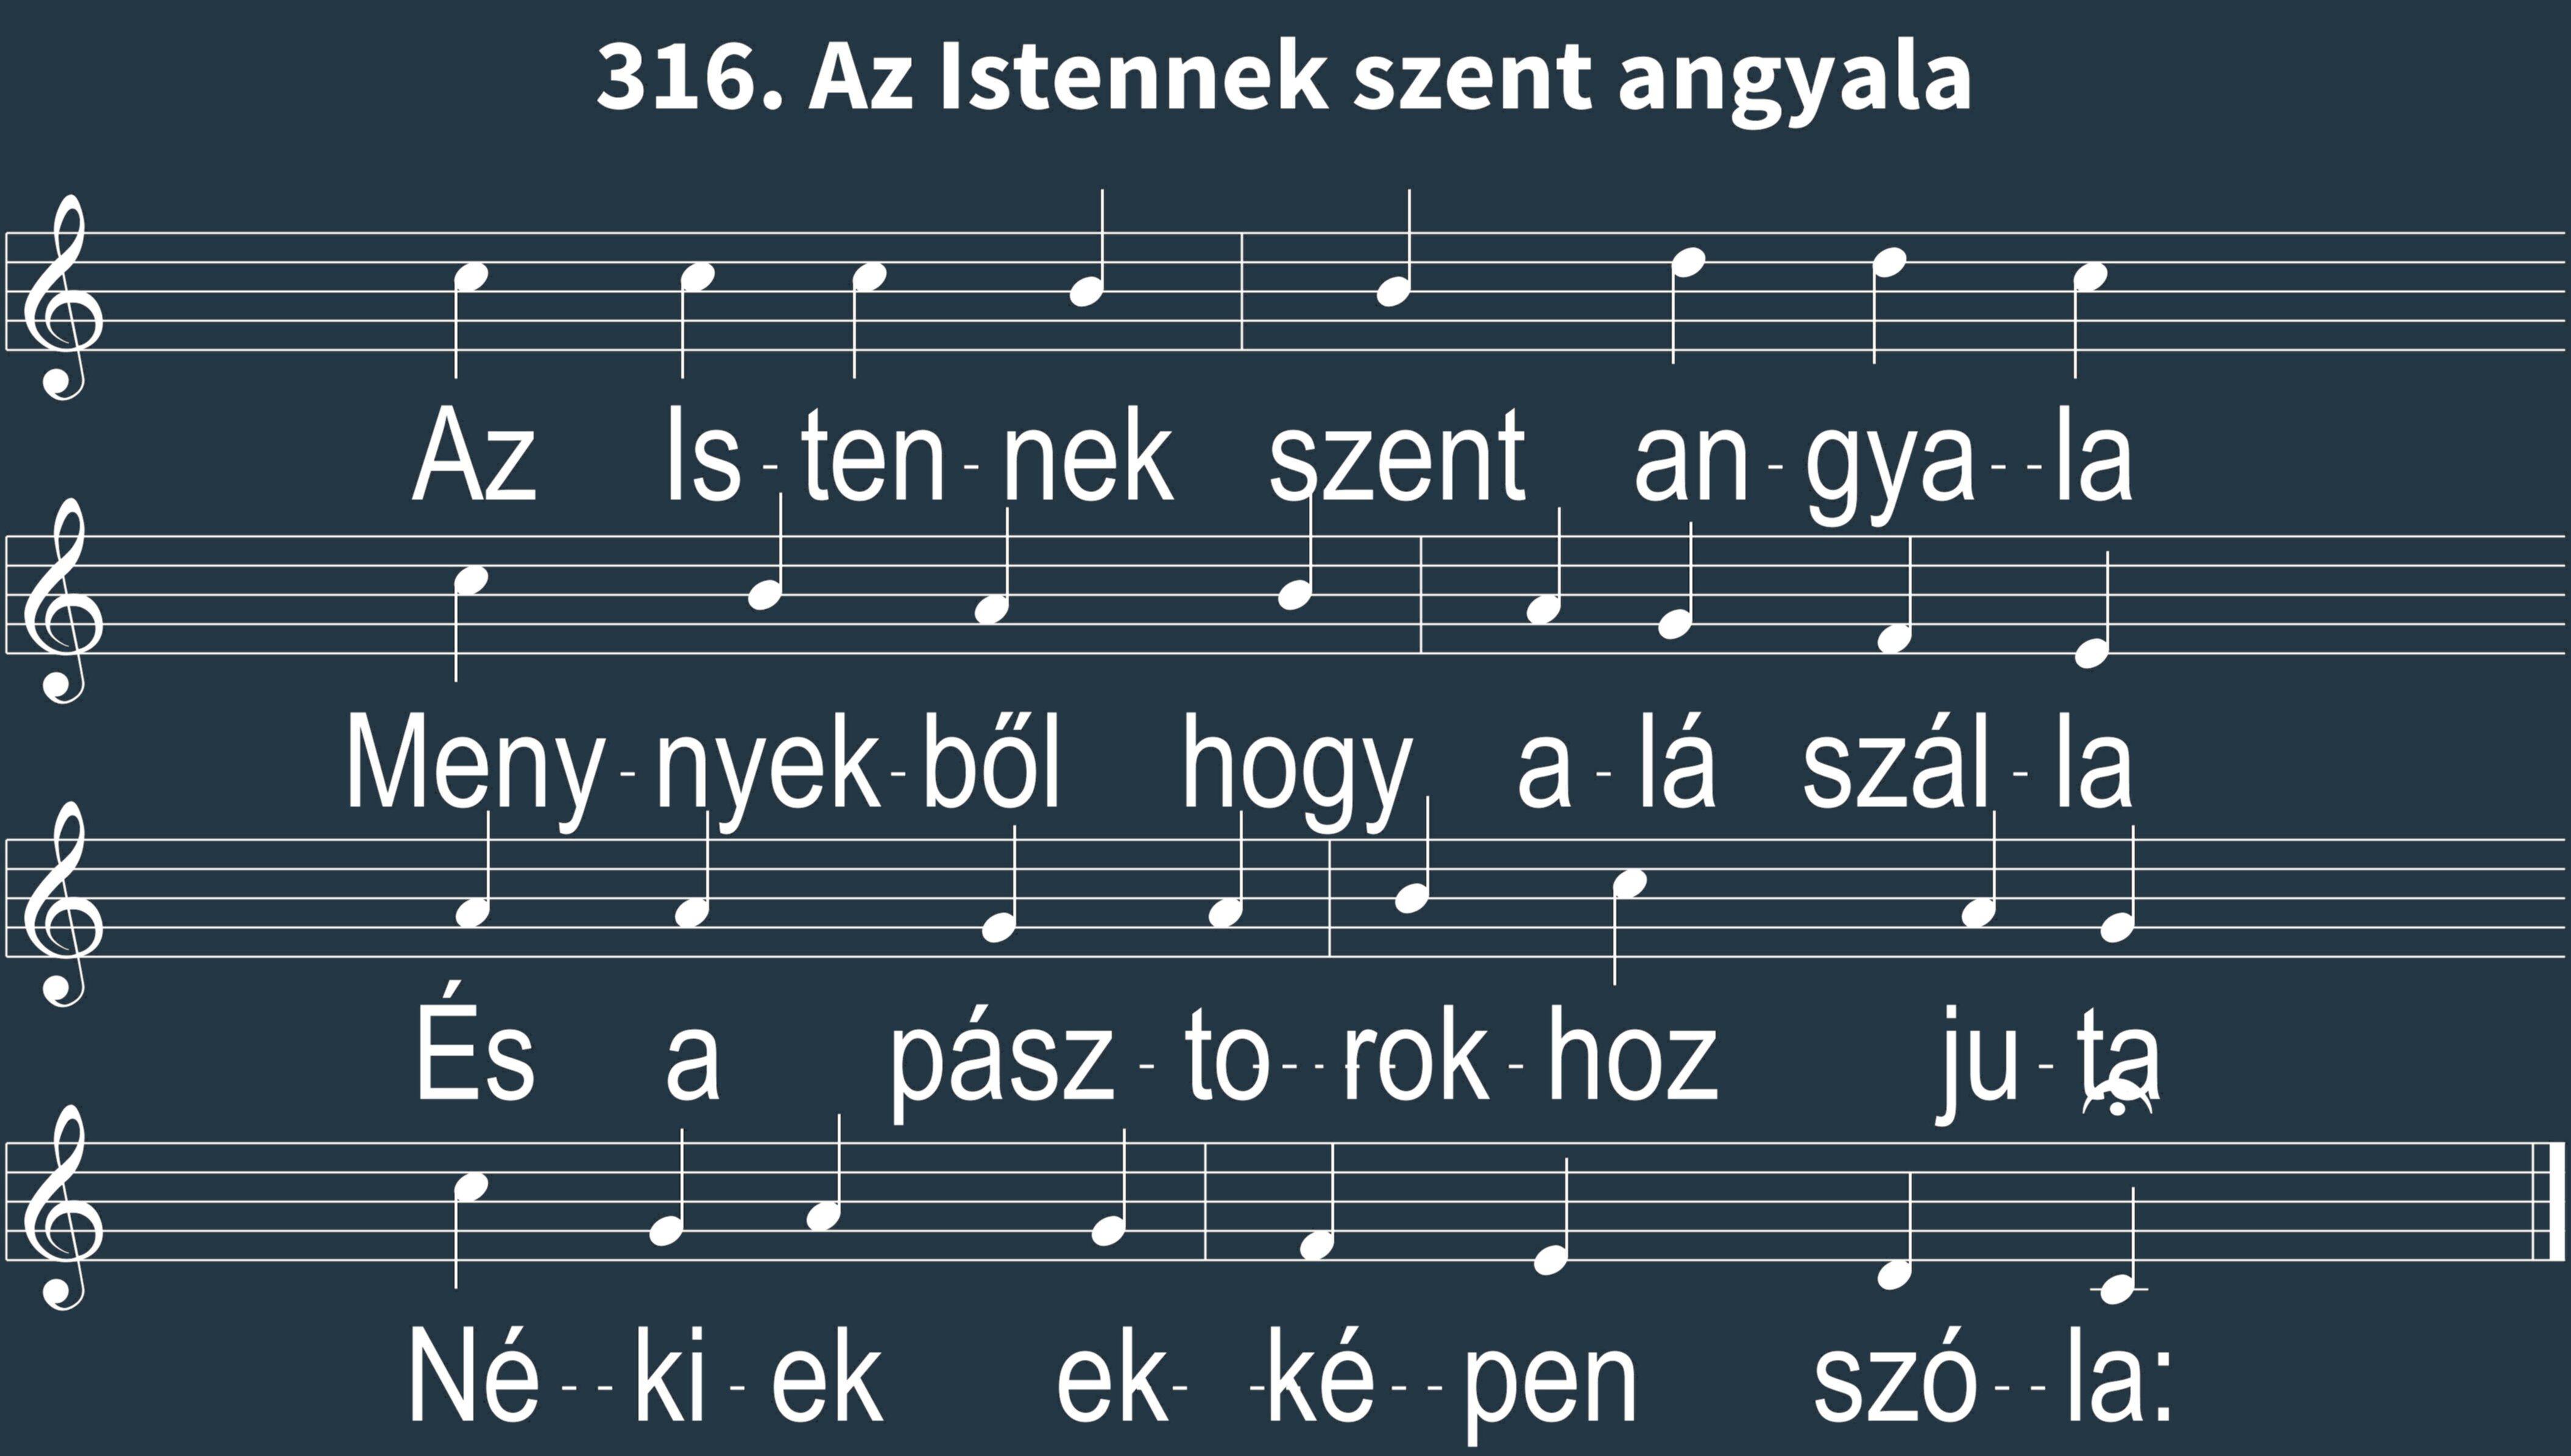 316. Az Istennek szent angyala
Az Is - ten - nek szent an - gya - - la
Meny - nyek - ből hogy a - lá szál - la
És a pász - to - - - rok - hoz ju - ta
Né - - ki - ek ek - - ké - - pen szó - - la: